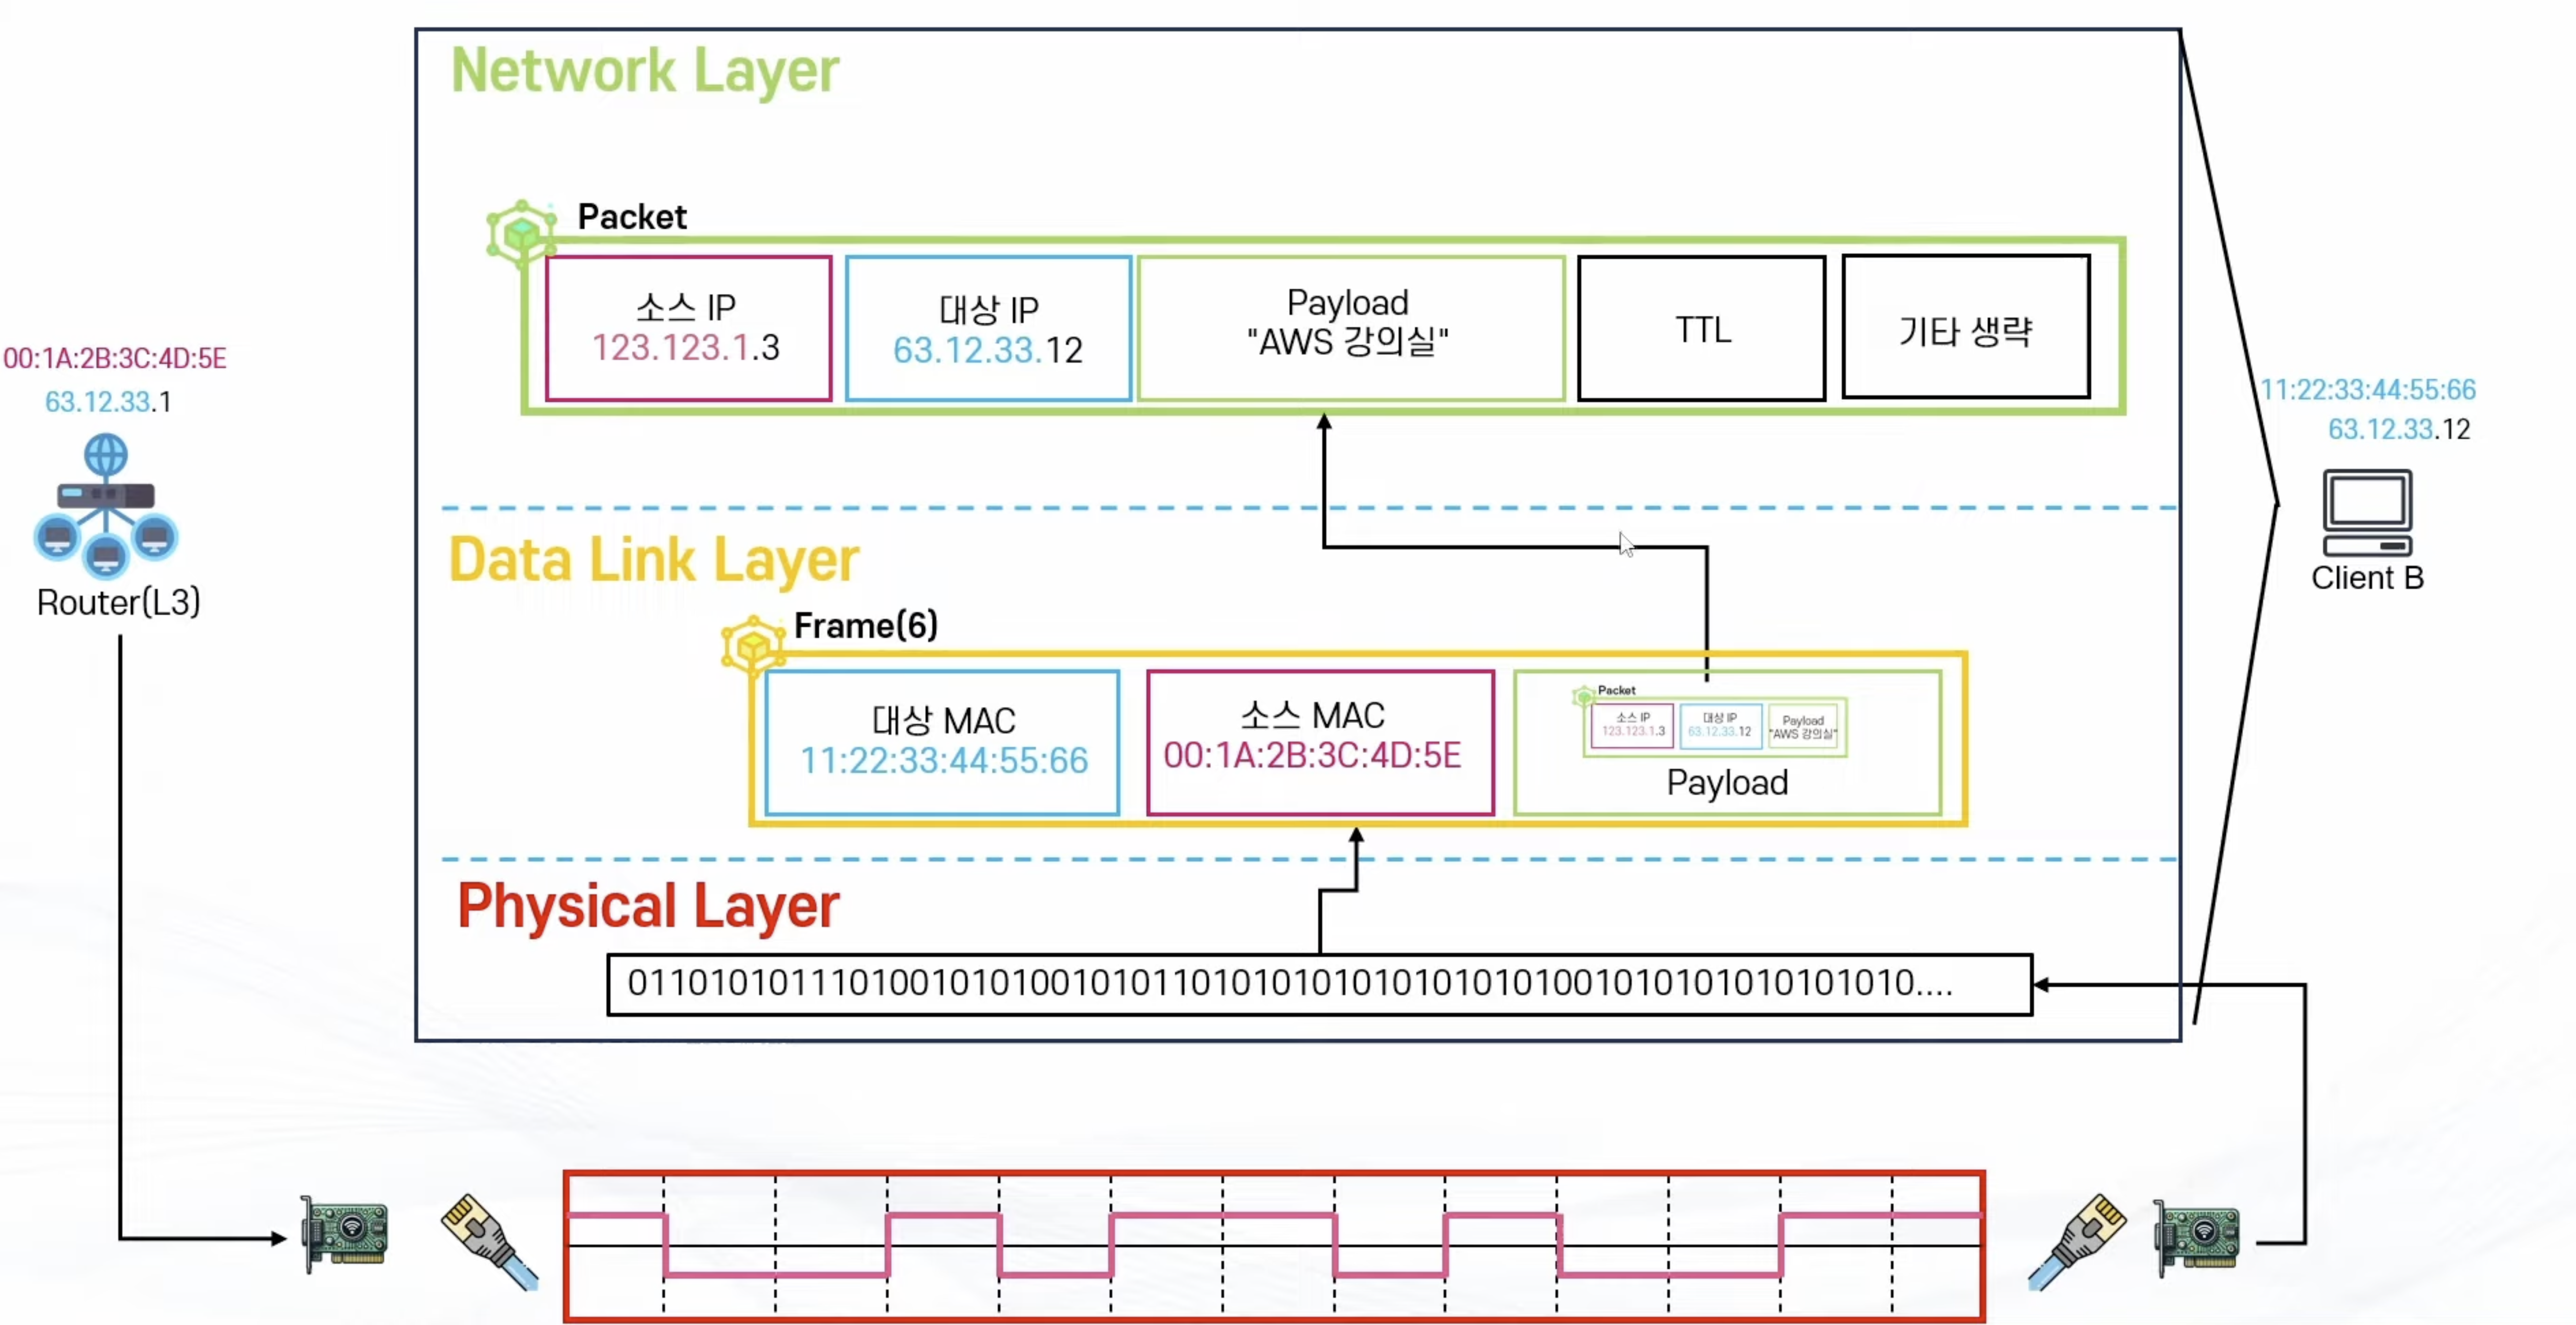 Network Layer
Packet
소스 IP
123.123.1.3
대상 IP
63.12.33.12
Payload
"AWS 강의실"
TTL
기타 생략
00:1A:2B:3C:4D:5E
63.12.33.1
Router(L3)
11:22:33:44:55:66
63.12.33.12
Client B
Data Link Layer
Frame(6)
대상 MAC
11:22:33:44:55:66
소스 MAC
00:1A:2B:3C:4D:5E
Packet
소스 IP
123.123.1.3
대상 IP
63.12.33.12
Payload
"AWS 강의실"
Payload
Physical Layer
0110101011101001010100101011010101010101010101001010101010101010....